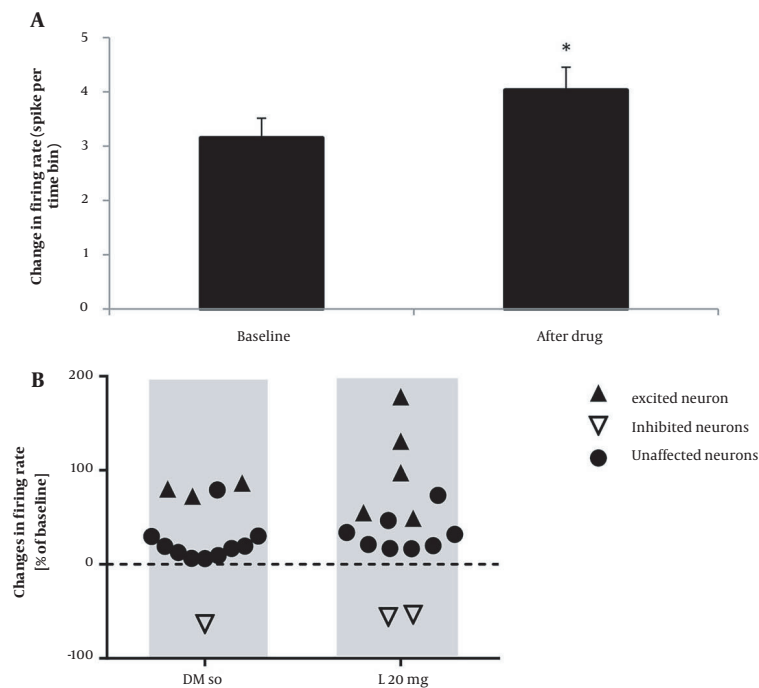 A
5
4
3
2
1
0
Change in firing rate (spike per
time bin)
*
Baseline
After drug
B
200
100
0
-100
Changes in firing rate
[% of baseline]
DM so
L 20 mg
excited neuron
Inhibited neurons
Unaffected neurons